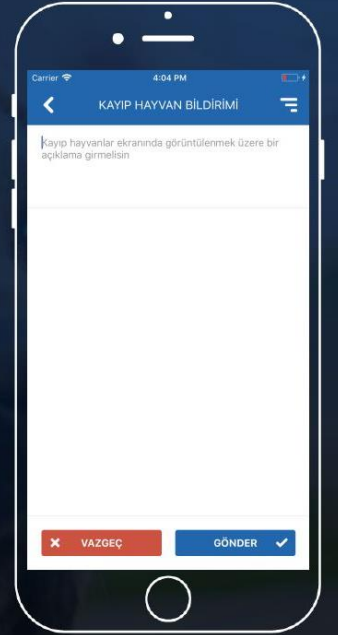 Carrier 4:04 PM
KAYIP HAYVAN BİLDİRİMİ
Kayıp hayvanlar ekranında görüntülenmek üzere bir
açıklama girmelisin
VAZGEÇ GÖNDER